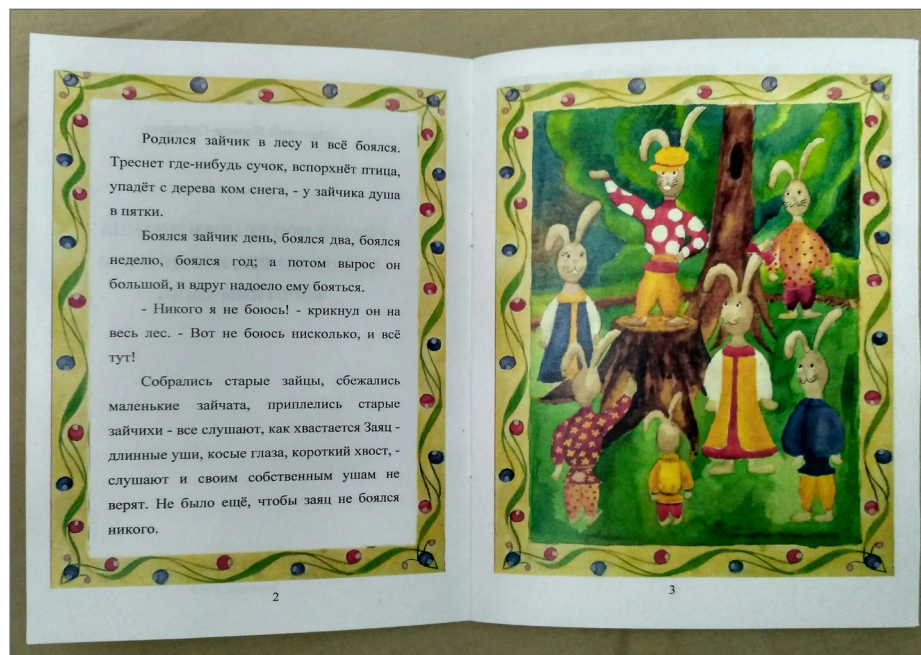 Родился зайчик в лесу и всё боялся.
Треснет где-нибудь сучок, вспорхнёт птица,
упадёт с дерева ком снега, - у зайчика душа
в пятки.
Боялся зайчик день, боялся два, боялся
неделю, боялся год; а потом вырос он
большой, и вдруг надоело ему бояться.
- Никого я не боюсь! - крикнул он на
весь лес. - Вот не боюсь нисколько, и всё
тут!
Собрались старые зайцы, сбежались
маленькие зайчата, приплелись старые
зайчихи - все слушают, как хвастается Заяц -
длинные уши, косые глаза, короткий хвост, -
слушают и своим собственным ушам не
верят. Не было ещё, чтобы заяц не боялся
никого.
2
3